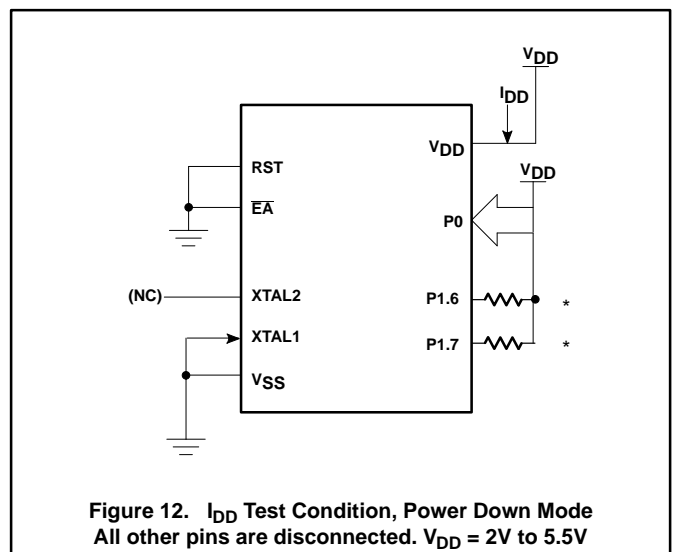 VDD
IDD
VDD
VDD
RST
EA
P0
(NC)
XTAL2
P1.6
*
XTAL1
P1.7
*
VSS
Figure 12. IDD Test Condition, Power Down Mode
All other pins are disconnected. VDD = 2V to 5.5V